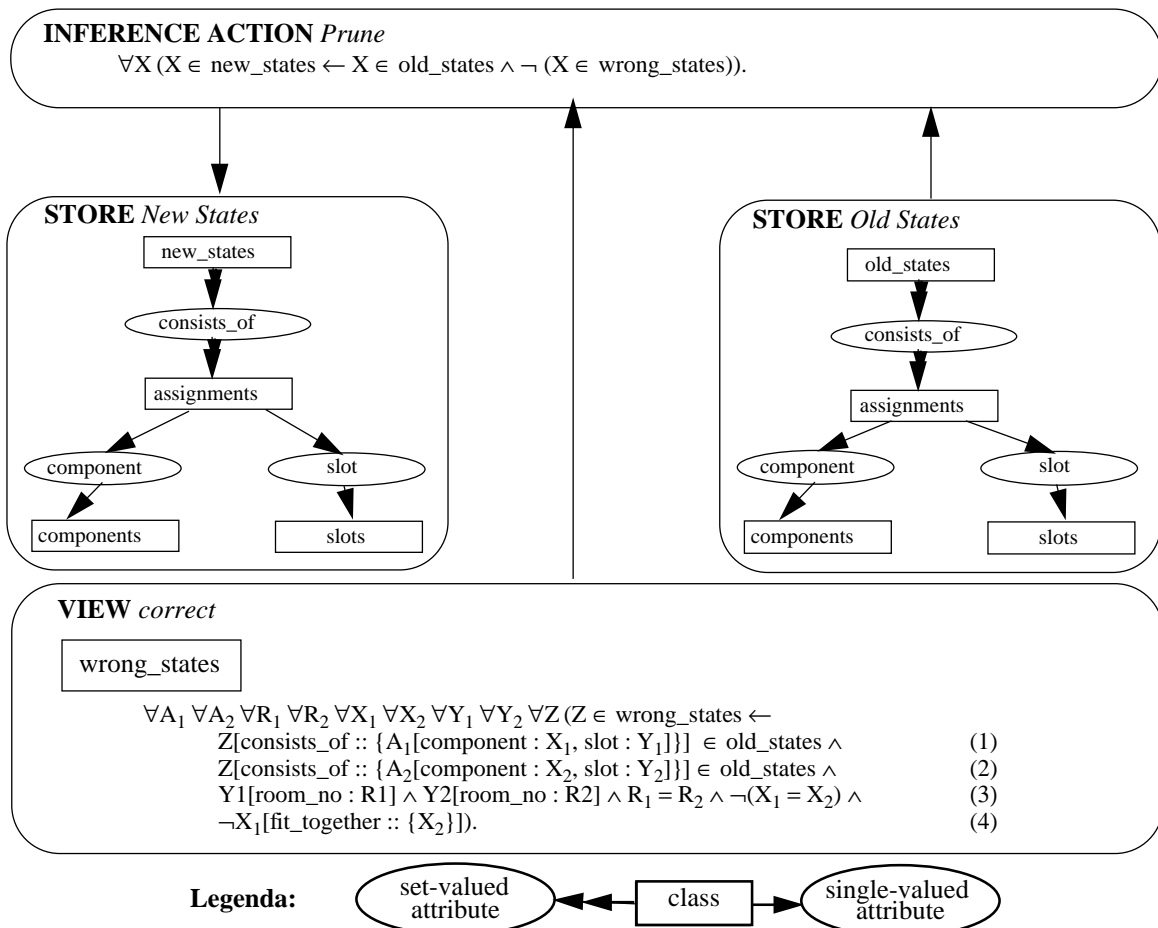 INFERENCE ACTION Prune
∀X (X ∈ new_states ← X ∈ old_states ∧ ¬ (X ∈ wrong_states)).
STORE New States
new_states
consists_of
assignments
component
slot
components
slots
STORE Old States
old_states
consists_of
assignments
component
slot
components
slots
VIEW correct
wrong_states
∀A₁ ∀A₂ ∀R₁ ∀R₂ ∀X₁ ∀X₂ ∀Y₁ ∀Y₂ ∀Z (Z ∈ wrong_states ←
Z[consists_of :: {A₁[component : X₁, slot : Y₁]}] ∈ old_states ∧ (1)
Z[consists_of :: {A₂[component : X₂, slot : Y₂]}] ∈ old_states ∧ (2)
Y1[room_no : R1] ∧ Y2[room_no : R2] ∧ R₁ = R₂ ∧ ¬(X₁ = X₂) ∧ (3)
¬X₁[fit_together :: {X₂}]). (4)
Legenda:
set-valued
attribute
class
single-valued
attribute